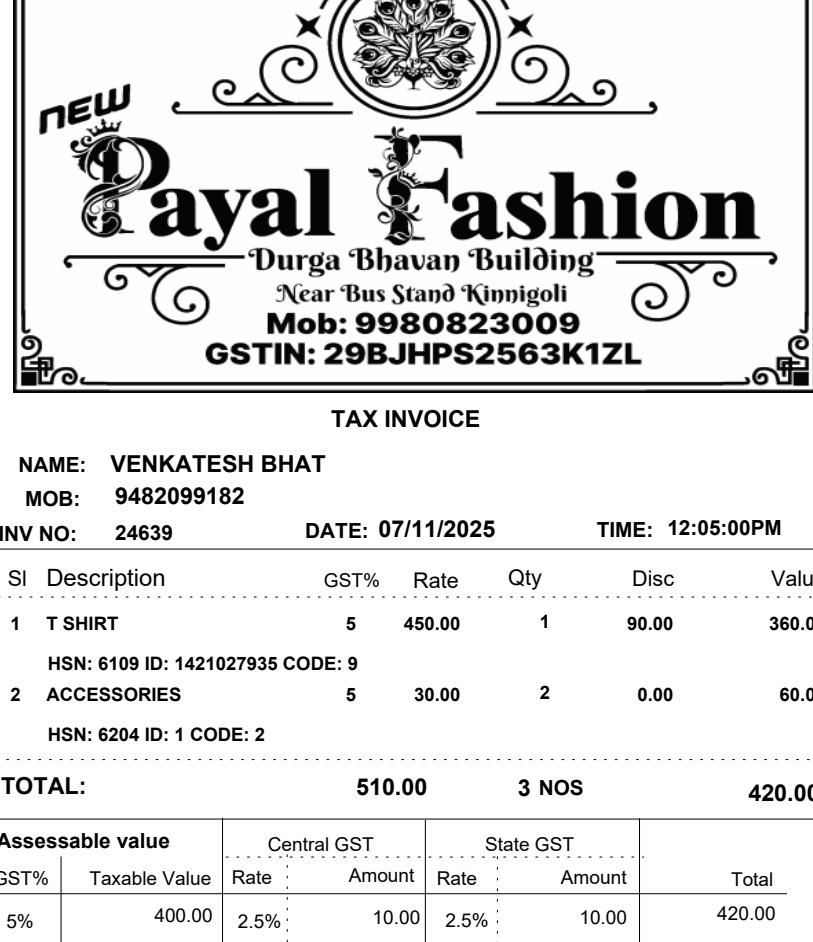 NEW
Payal Fashion
Durga Bhavan Building
Near Bus Stand Kinnigoli
Mob: 9980823009
GSTIN: 29BJHPS2563K1ZL
TAX INVOICE
NAME: VENKATESH BHAT
MOB: 9482099182
INV NO: 24639 DATE: 07/11/2025 TIME: 12:05:00PM
Sl Description GST% Rate Qty Disc Valu
1 T SHIRT 5 450.00 1 90.00 360.0
HSN: 6109 ID: 1421027935 CODE: 9
2 ACCESSORIES 5 30.00 2 0.00 60.0
HSN: 6204 ID: 1 CODE: 2
TOTAL: 510.00 3 NOS 420.00
Assessable value Central GST State GST
GST% Taxable Value Rate Amount Rate Amount Total
5% 400.00 2.5% 10.00 2.5% 10.00 420.00